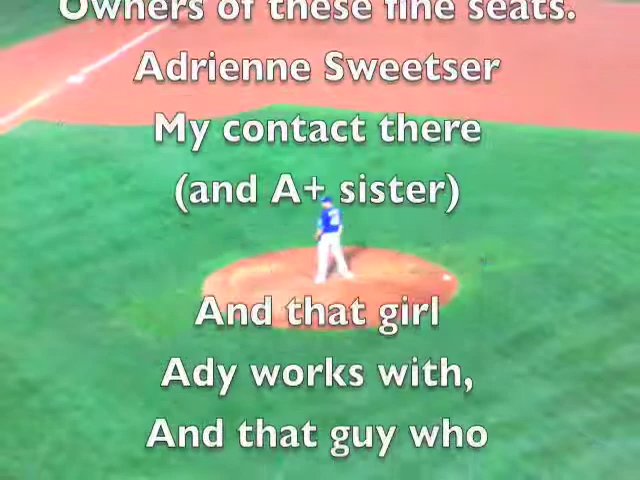 Owners of these fine seats.
Adrienne Sweetser
My contact there
(and A+ sister)
And that girl
Ady works with,
And that guy who